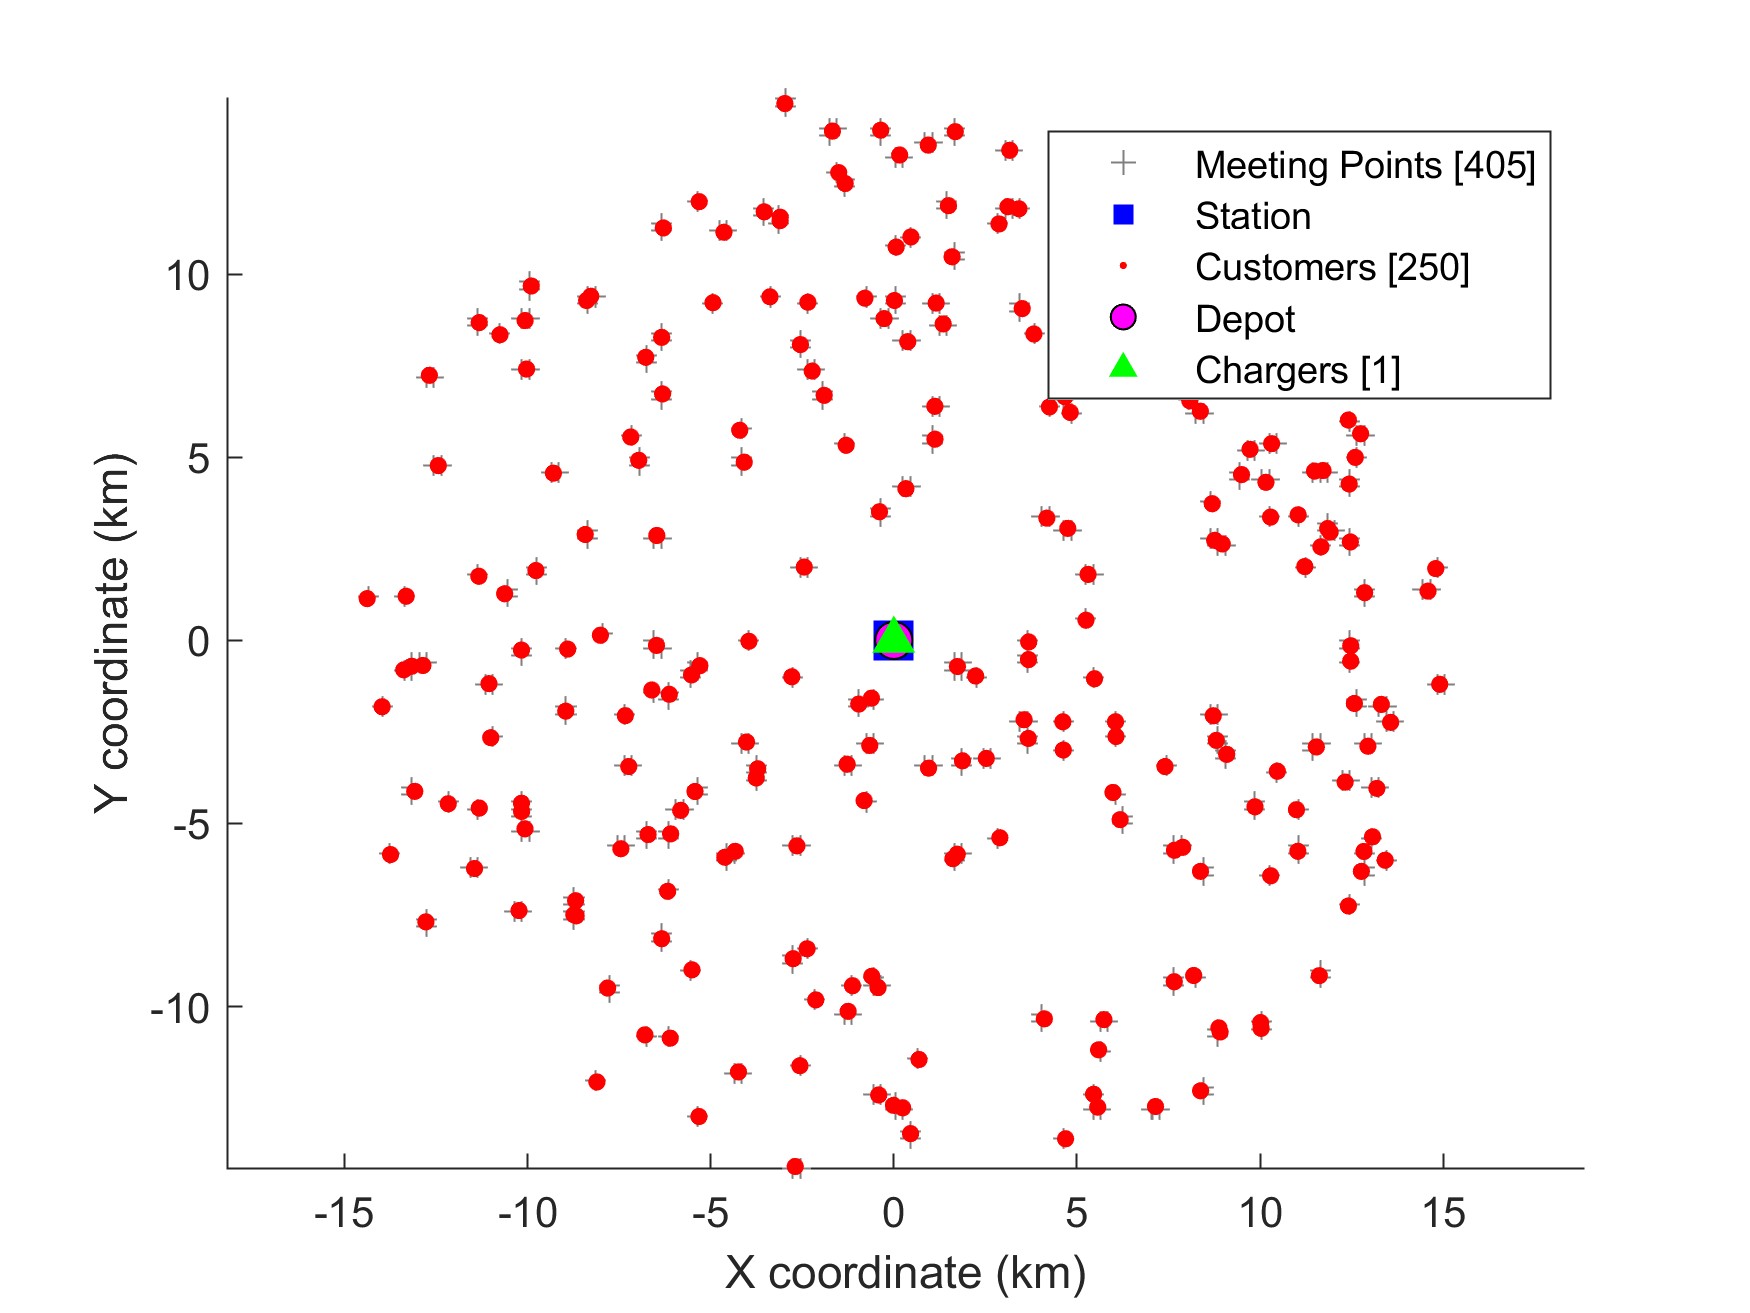 Meeting Points [405]
Station
Customers [250]
Depot
Chargers [1]
10
5
0
-5
-10
Y coordinate (km)
-15 -10 -5 0 5 10 15
X coordinate (km)